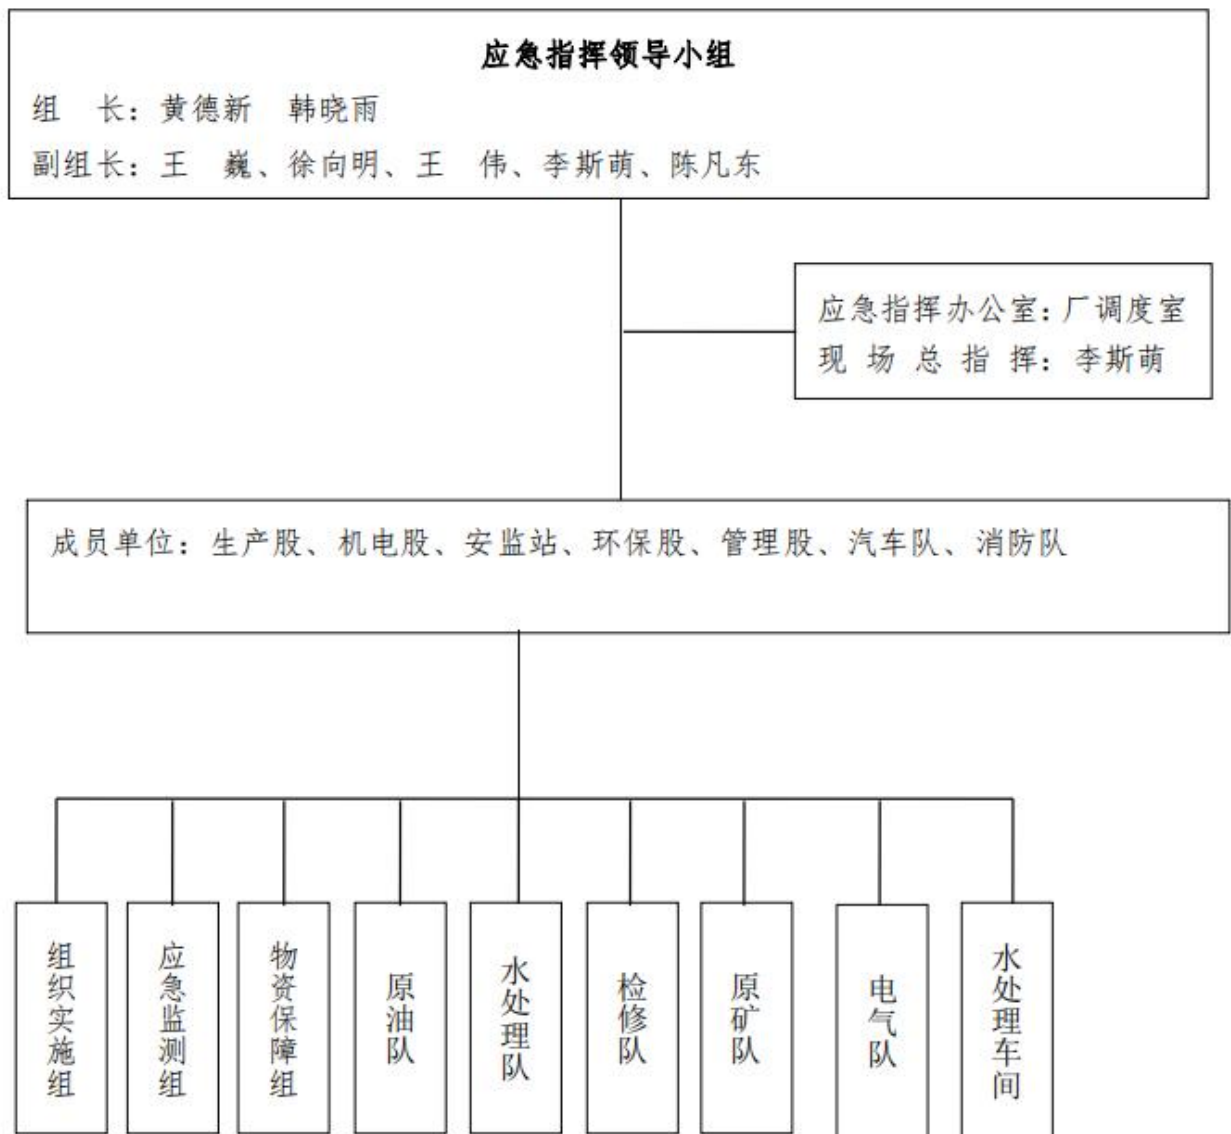 应急指挥领导小组
组　长：黄德新　韩晓雨
副组长：王　巍、徐向明、王　伟、李斯萌、陈凡东
应急指挥办公室：厂调度室
现 场 总 指 挥：李斯萌
成员单位：生产股、机电股、安监站、环保股、管理股、汽车队、消防队
组织实施组
应急监测组
物资保障组
原油队
水处理队
检修队
原矿队
电气队
水处理车间